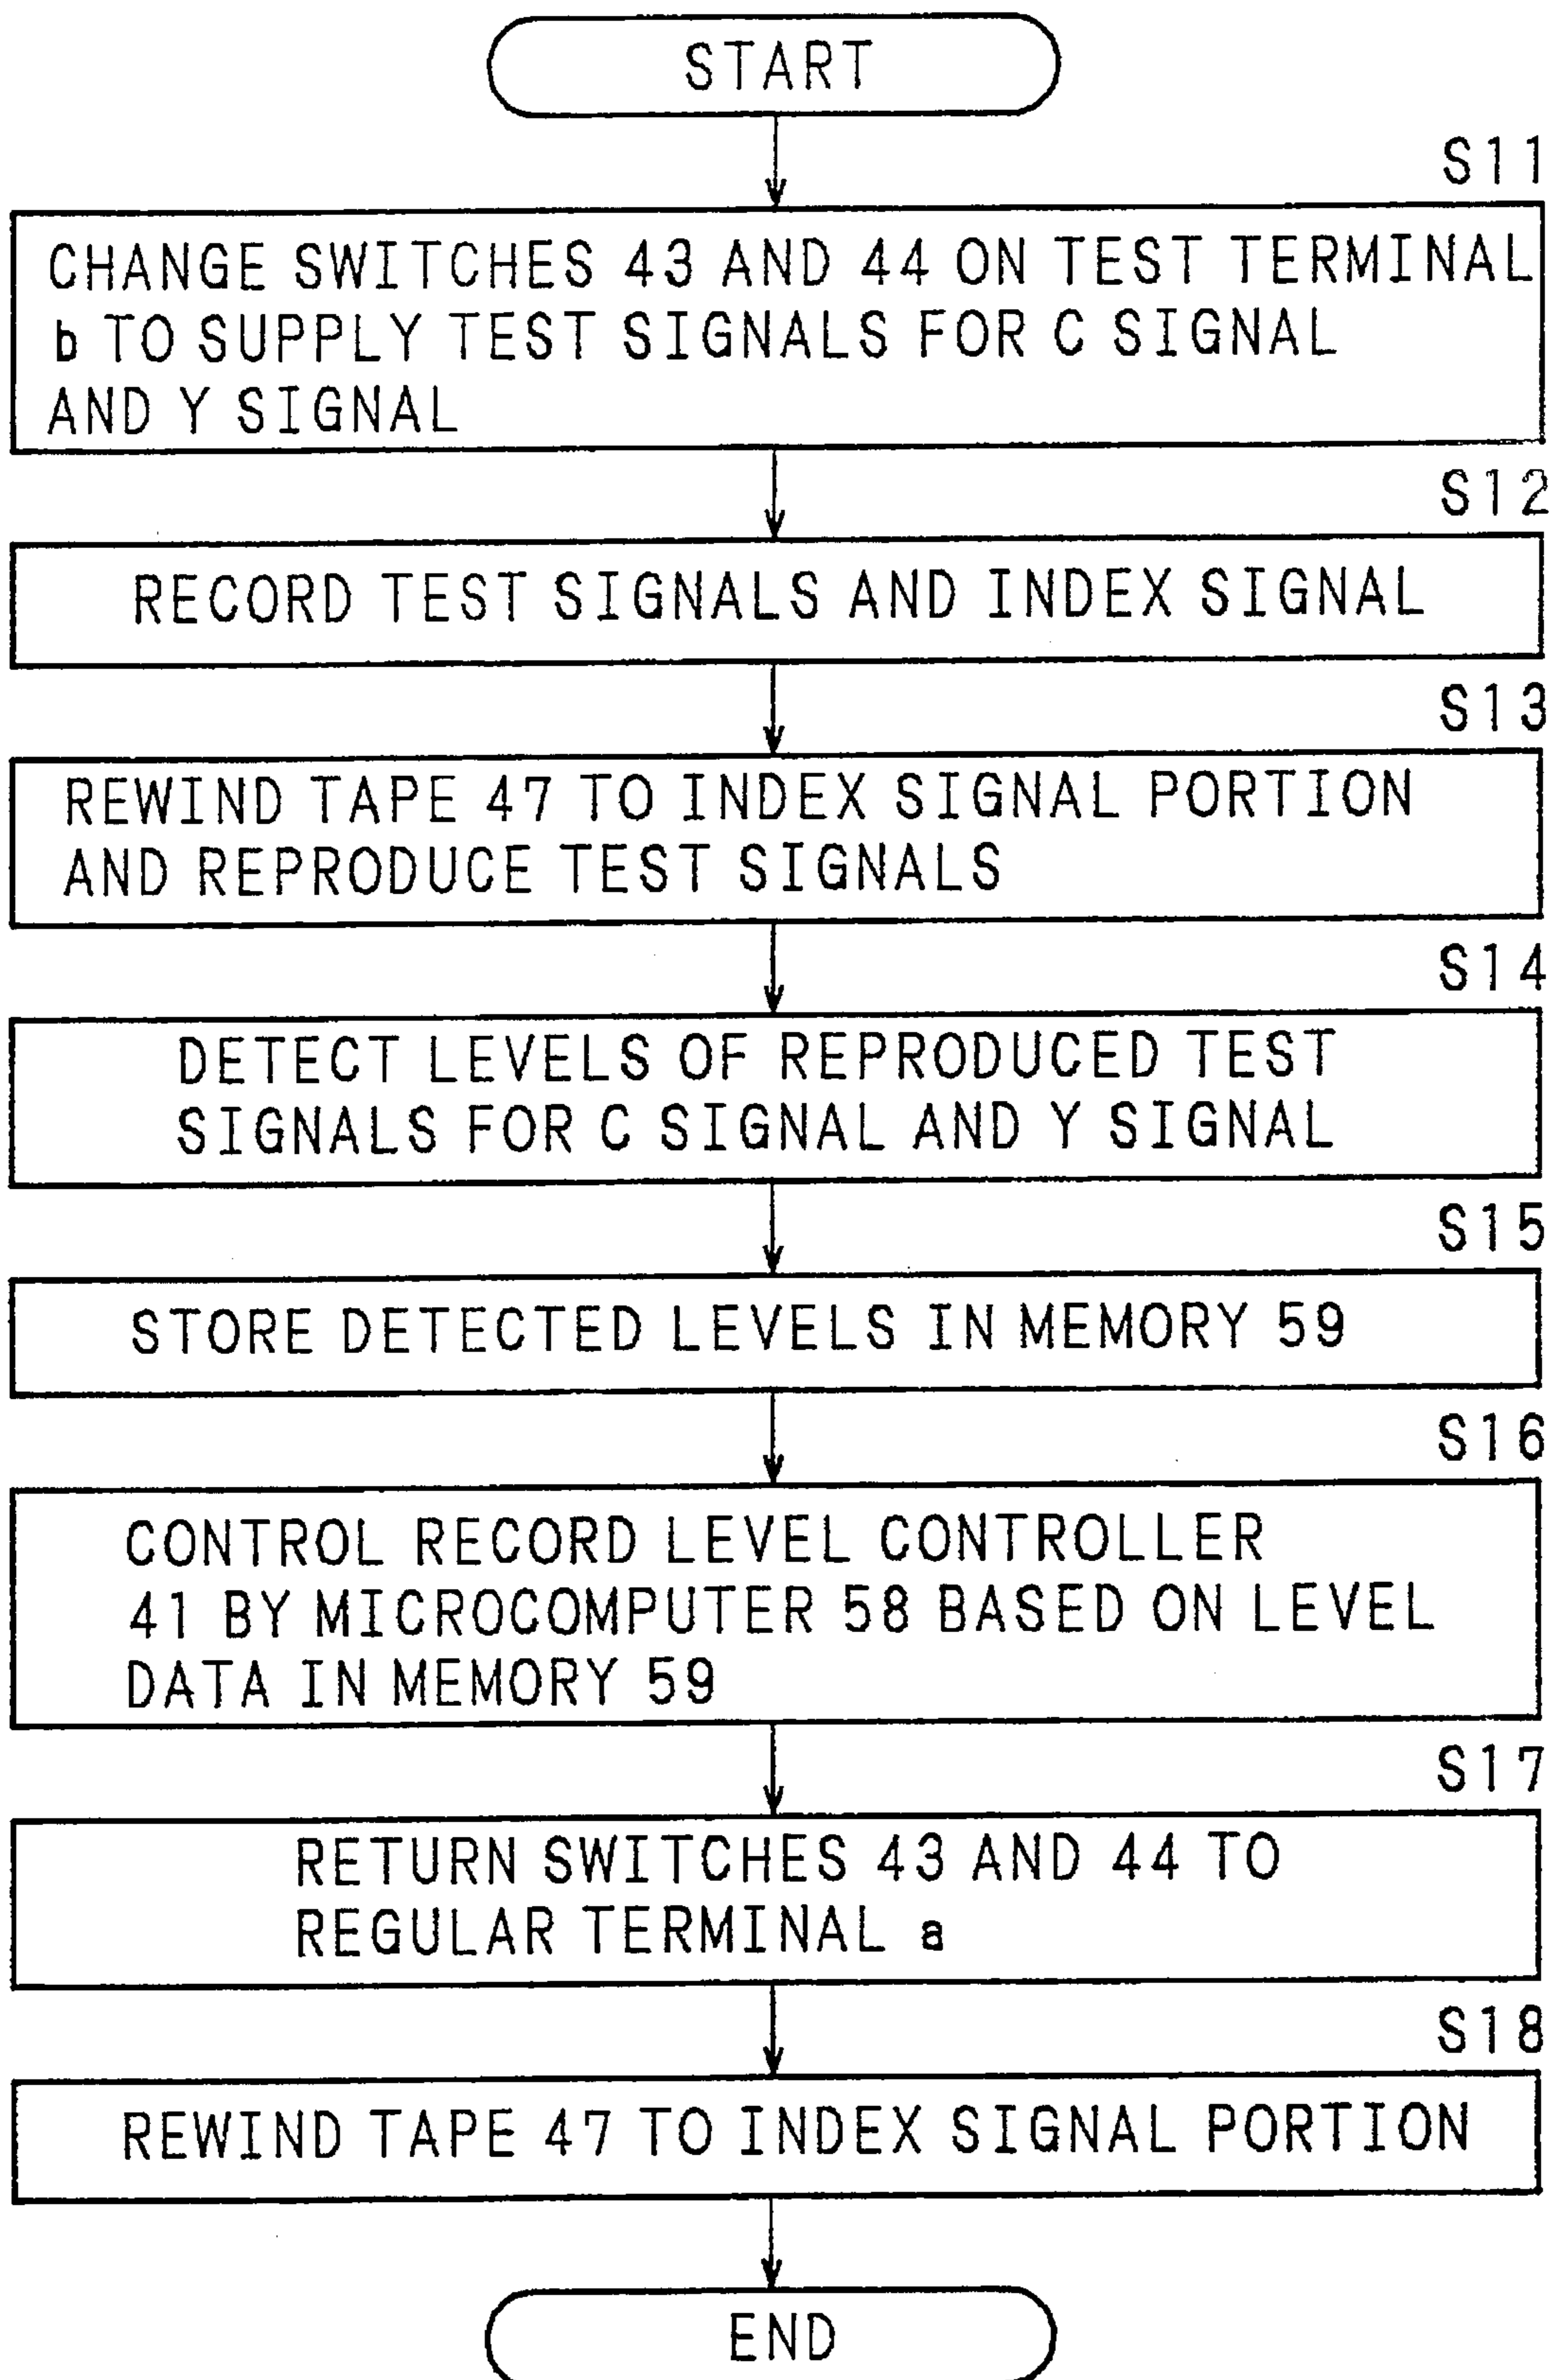 START
S11
CHANGE SWITCHES 43 AND 44 ON TEST TERMINAL
b TO SUPPLY TEST SIGNALS FOR C SIGNAL
AND Y SIGNAL
S12
RECORD TEST SIGNALS AND INDEX SIGNAL
S13
REWIND TAPE 47 TO INDEX SIGNAL PORTION
AND REPRODUCE TEST SIGNALS
S14
DETECT LEVELS OF REPRODUCED TEST
SIGNALS FOR C SIGNAL AND Y SIGNAL
S15
STORE DETECTED LEVELS IN MEMORY 59
S16
CONTROL RECORD LEVEL CONTROLLER
41 BY MICROCOMPUTER 58 BASED ON LEVEL
DATA IN MEMORY 59
S17
RETURN SWITCHES 43 AND 44 TO
REGULAR TERMINAL a
S18
REWIND TAPE 47 TO INDEX SIGNAL PORTION
END